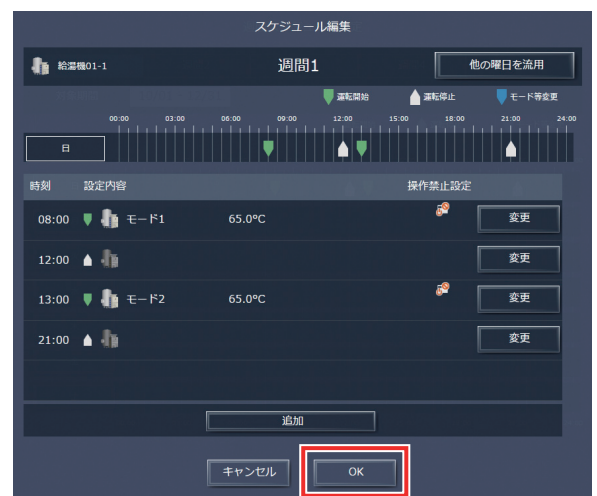 スケジュール編集
給湯機01-1 週間1 他の曜日を流用
運転開始 運転停止 モード等変更
00:00 03:00 06:00 09:00 12:00 15:00 18:00 21:00 24:00
日
時刻 設定内容 操作禁止設定
08:00 モード1 65.0°C 変更
12:00 変更
13:00 モード2 65.0°C 変更
21:00 変更
追加
キャンセル OK